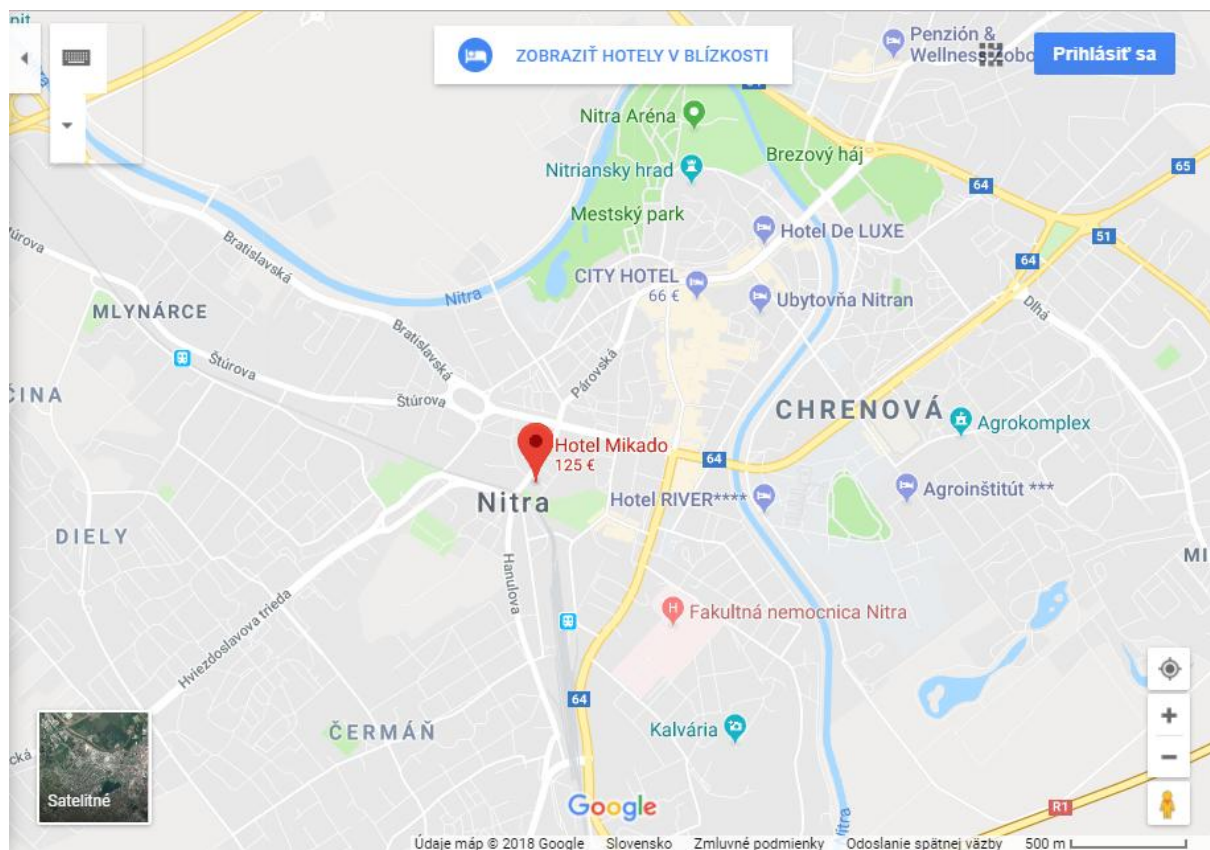 nit
ZOBRAZIŤ HOTELY V BLÍZKOSTI
Penzión &
Wellness Zobo
Prihlásiť sa
Nitra Aréna
Brezový háj
65
Nitriansky hrad
64
Mestský park
Hotel De LUXE
51
64
CITY HOTEL
66 €
Ubytovňa Nitran
Bratislavská
Nitra
Dlhá
MLYNÁRCE
Bratislavská
Štúrova
Párovská
Štúrova
CHRENOVÁ
Agrokomplex
Hotel Mikado
125 €
64
Nitra
Hotel RIVER****
Agroinštitút ***
DIELY
MI
Hanulova
Hviezdoslavova trieda
H
Fakultná nemocnica Nitra
64
ČERMÁŇ
Kalvária
Satelitné
Google
R1
Údaje máp © 2018 Google Slovensko Zmluvné podmienky Odoslanie spätnej väzby 500 m